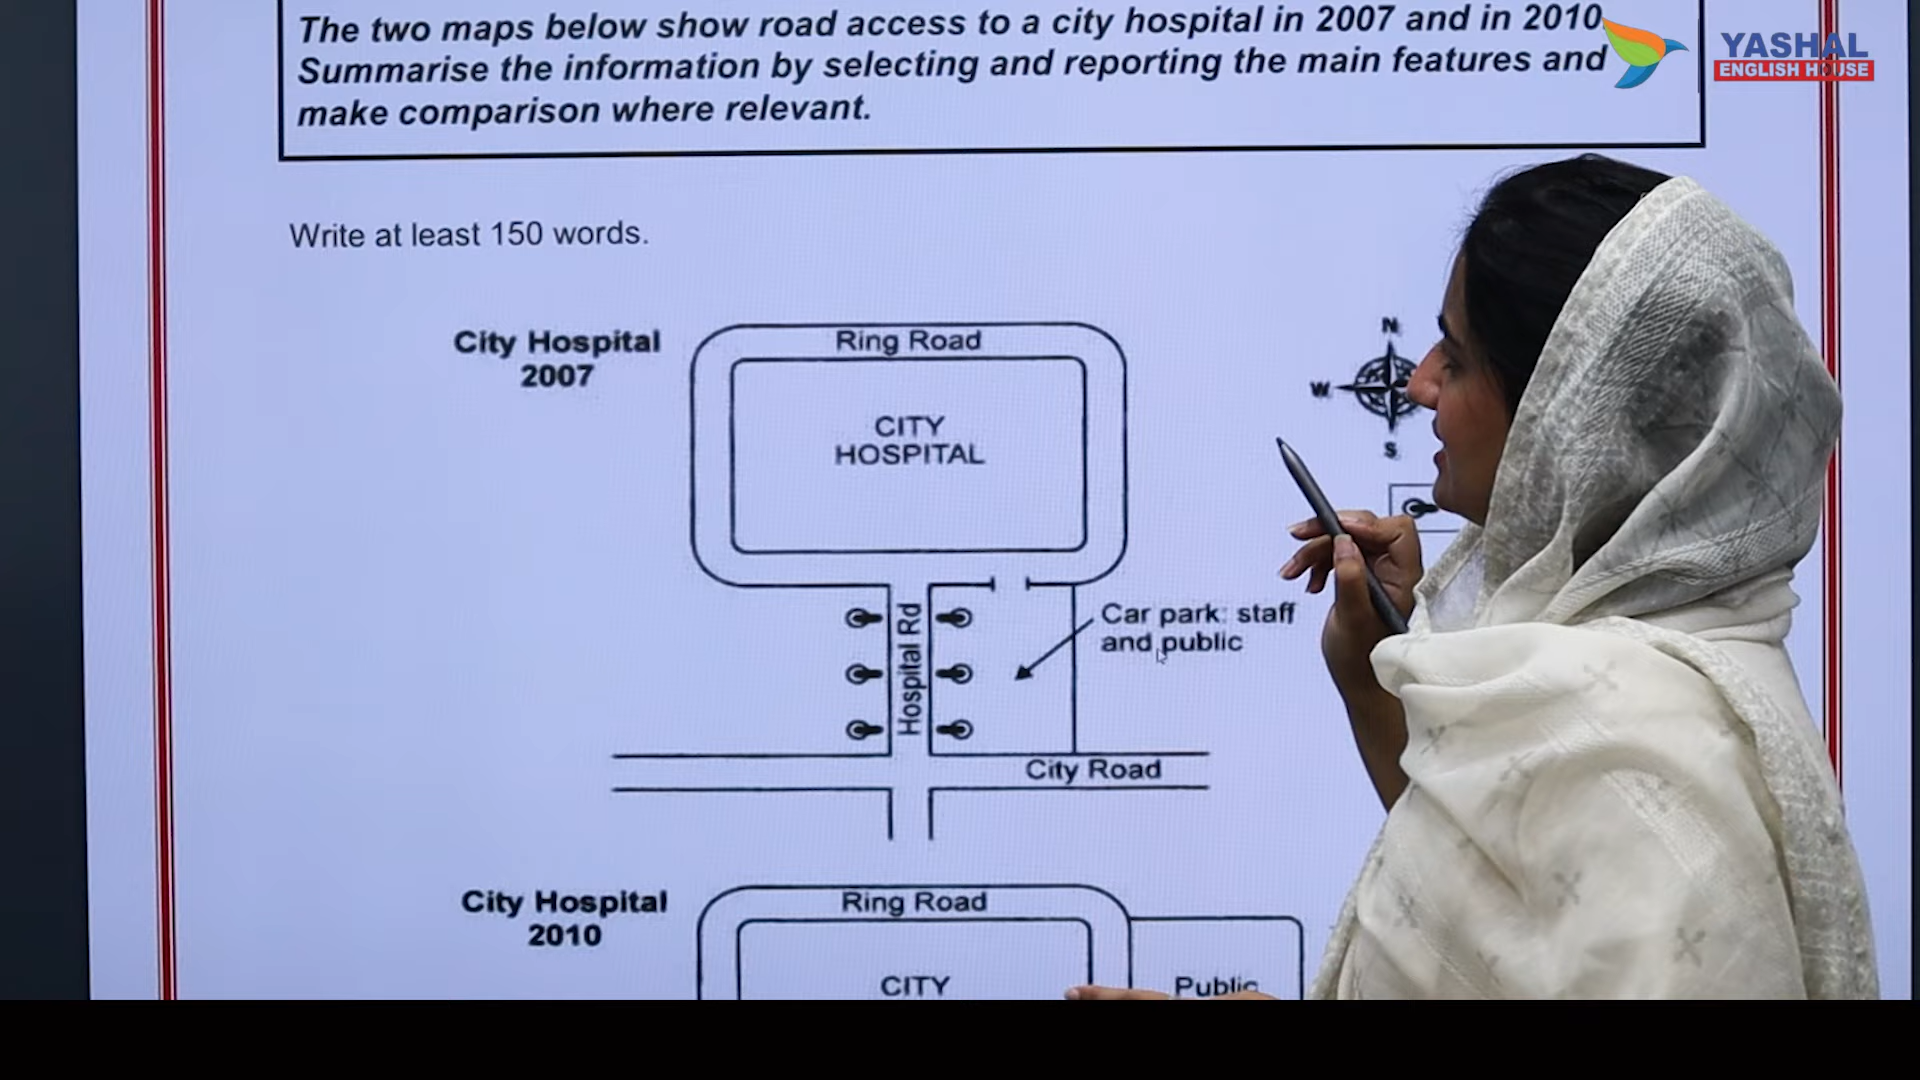 The two maps below show road access to a city hospital in 2007 and in 2010.
Summarise the information by selecting and reporting the main features and
make comparison where relevant.
YASHAL
ENGLISH HOUSE
Write at least 150 words.
City Hospital
2007
Ring Road
CITY
HOSPITAL
N
W
S
Hospital Rd
Car park: staff
and public
City Road
City Hospital
2010
Ring Road
CITY
Public